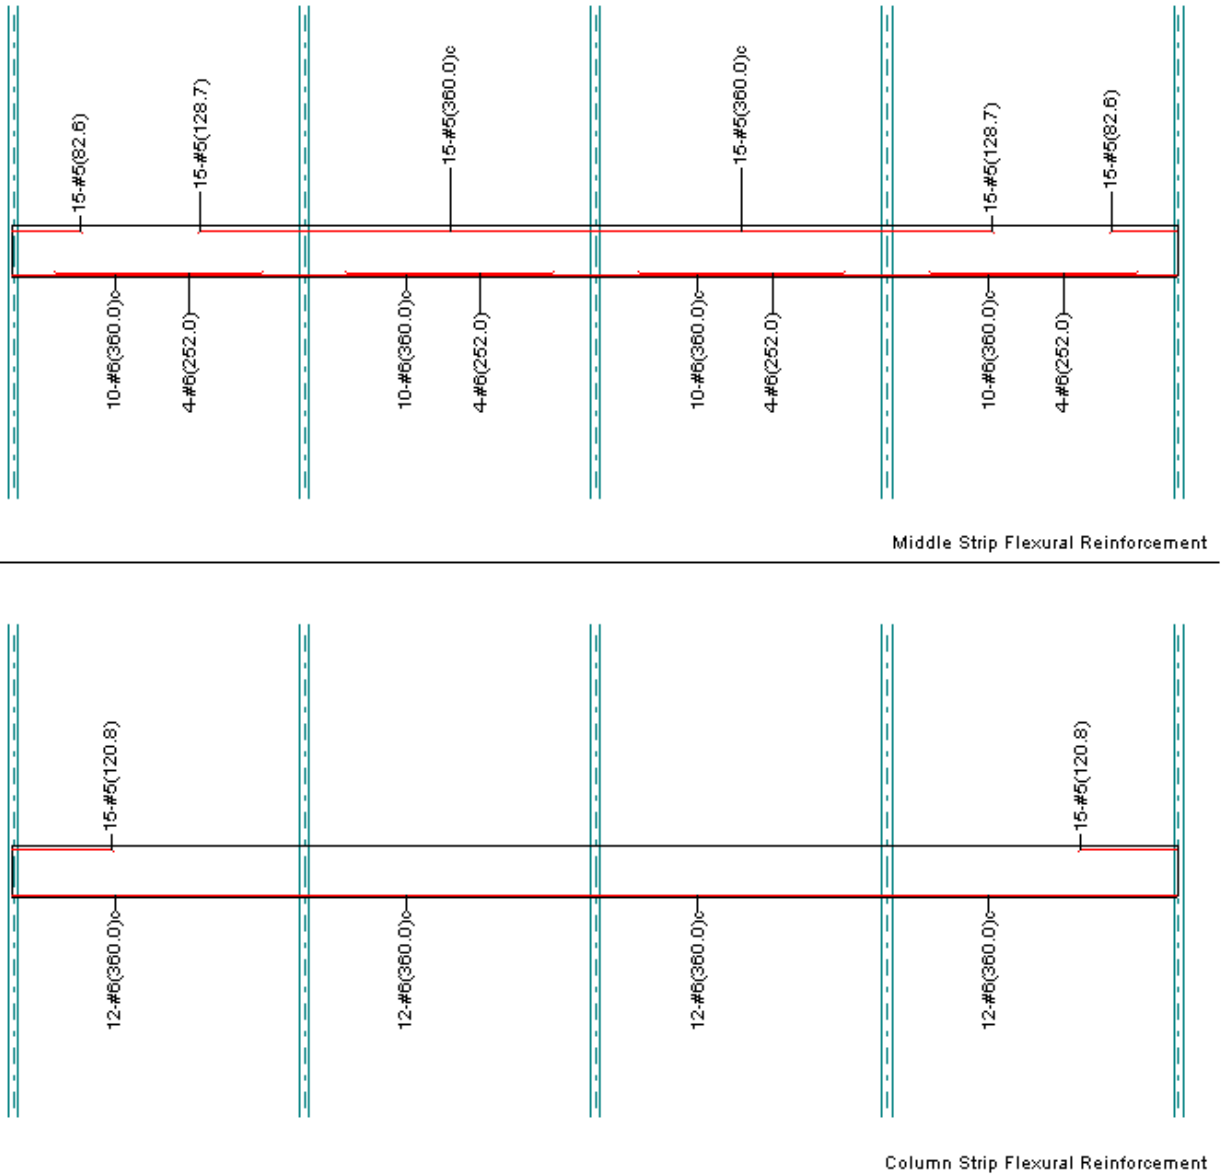 15-#5(82.6)
15-#5(128.7)
15-#5(360.0)c
15-#5(360.0)c
15-#5(128.7)
15-#5(82.6)
10-#6(360.0)c
4-#6(252.0)
10-#6(360.0)c
4-#6(252.0)
10-#6(360.0)c
4-#6(252.0)
10-#6(360.0)c
4-#6(252.0)
Middle Strip Flexural Reinforcement
15-#5(120.8)
15-#5(120.8)
12-#6(360.0)c
12-#6(360.0)c
12-#6(360.0)c
12-#6(360.0)c
Column Strip Flexural Reinforcement